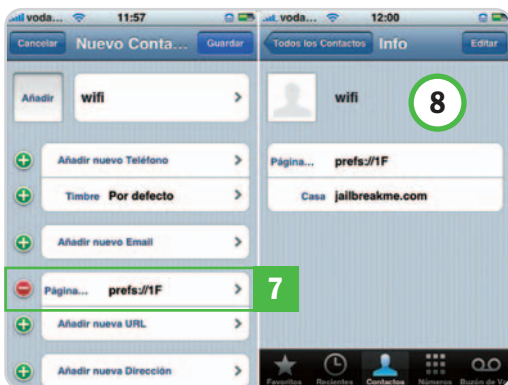 voda... 11:57
Cancelar Nuevo Conta... Guardar
Añadir wifi
Añadir nuevo Teléfono
Timbre Por defecto
Añadir nuevo Email
Página... prefs://1F
Añadir nueva URL
Añadir nueva Dirección
7
voda... 12:00
Todos los Contactos Info Editar
wifi
8
Página... prefs://1F
Casa jailbreakme.com
Favoritos Recientes Contactos Números Buzón de Vo